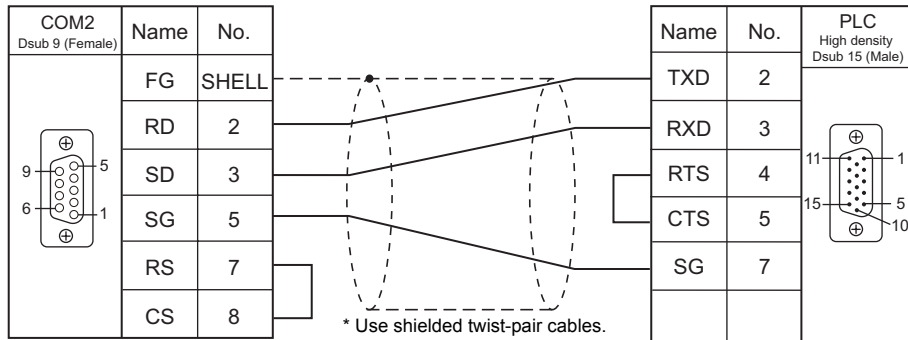 COM2
Dsub 9 (Female)
Name No.
FG SHELL
RD 2
SD 3
SG 5
RS 7
CS 8
9
5
6
1
* Use shielded twist-pair cables.
Name No.
TXD 2
RXD 3
RTS 4
CTS 5
SG 7
PLC
High density
Dsub 15 (Male)
11
1
15
5
10